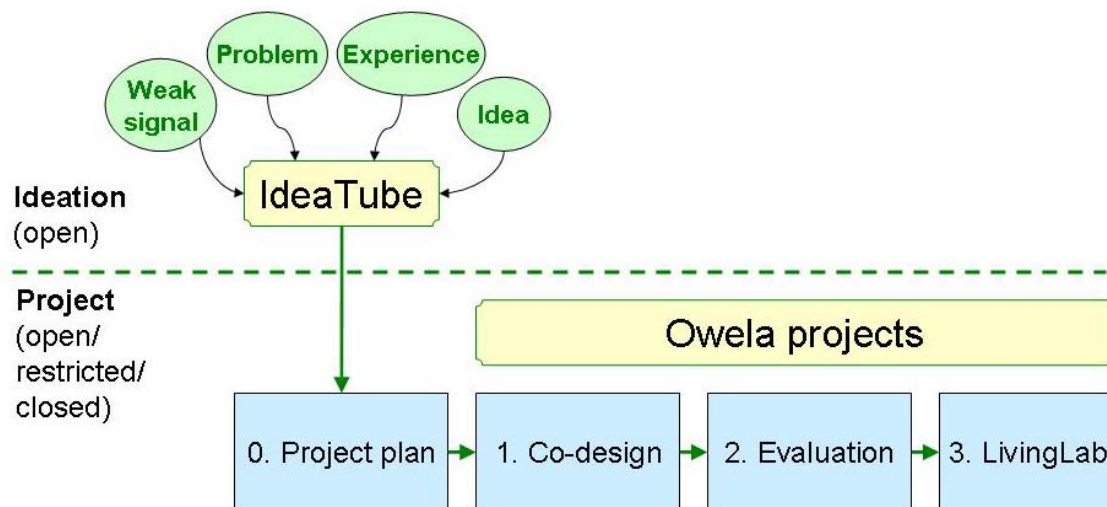 Problem
Experience
Weak
signal
Idea
IdeaTube
Ideation
(open)
Project
(open/
restricted/
closed)
Owela projects
0. Project plan
1. Co-design
2. Evaluation
3. LivingLab